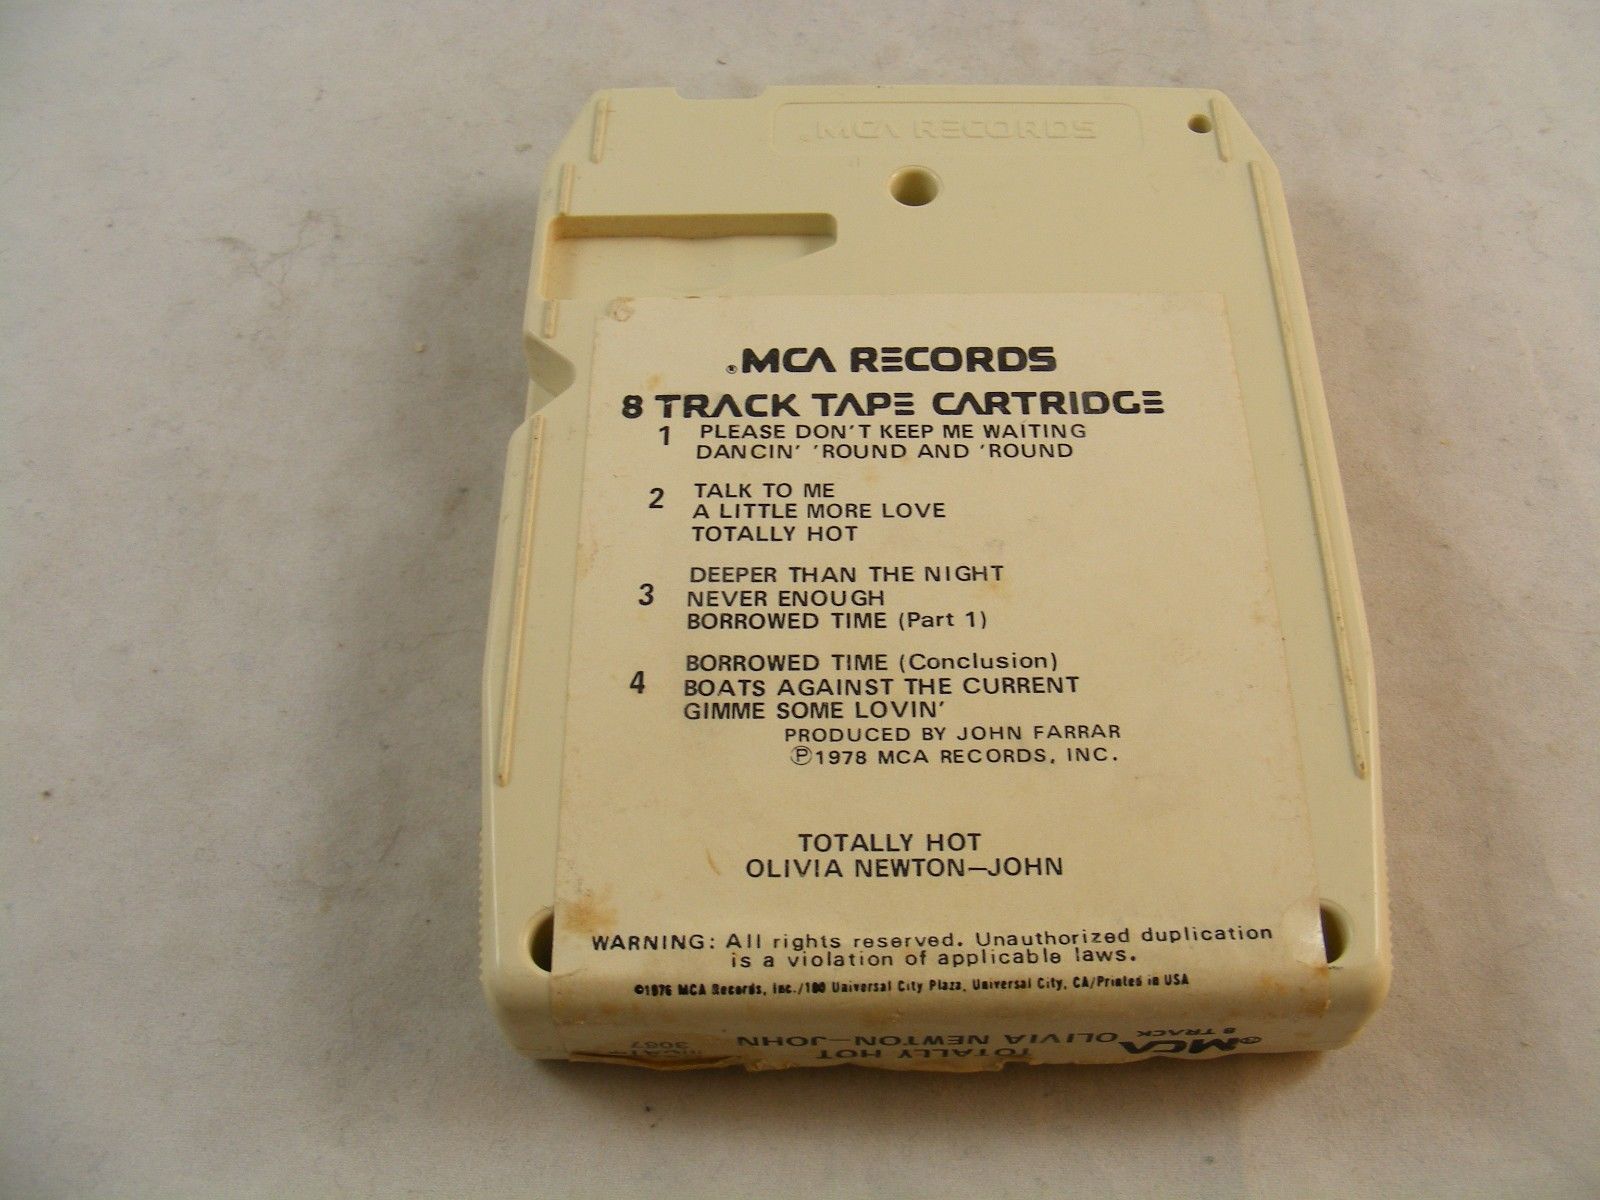 MCA RECORDS
®MCA RECORDS
8 TRACK TAPE CARTRIDGE
1 PLEASE DON'T KEEP ME WAITING
DANCIN' 'ROUND AND 'ROUND
2 TALK TO ME
A LITTLE MORE LOVE
TOTALLY HOT
3 DEEPER THAN THE NIGHT
NEVER ENOUGH
BORROWED TIME (Part 1)
4 BORROWED TIME (Conclusion)
BOATS AGAINST THE CURRENT
GIMME SOME LOVIN'
PRODUCED BY JOHN FARRAR
℗1978 MCA RECORDS, INC.
TOTALLY HOT
OLIVIA NEWTON—JOHN
WARNING: All rights reserved. Unauthorized duplication
is a violation of applicable laws.
©1976 MCA Records, Inc./100 Universal City Plaza, Universal City, CA/Printed in USA
MCA®
8 TRACK
OLIVIA NEWTON—JOHN
TOTALLY HOT
3067